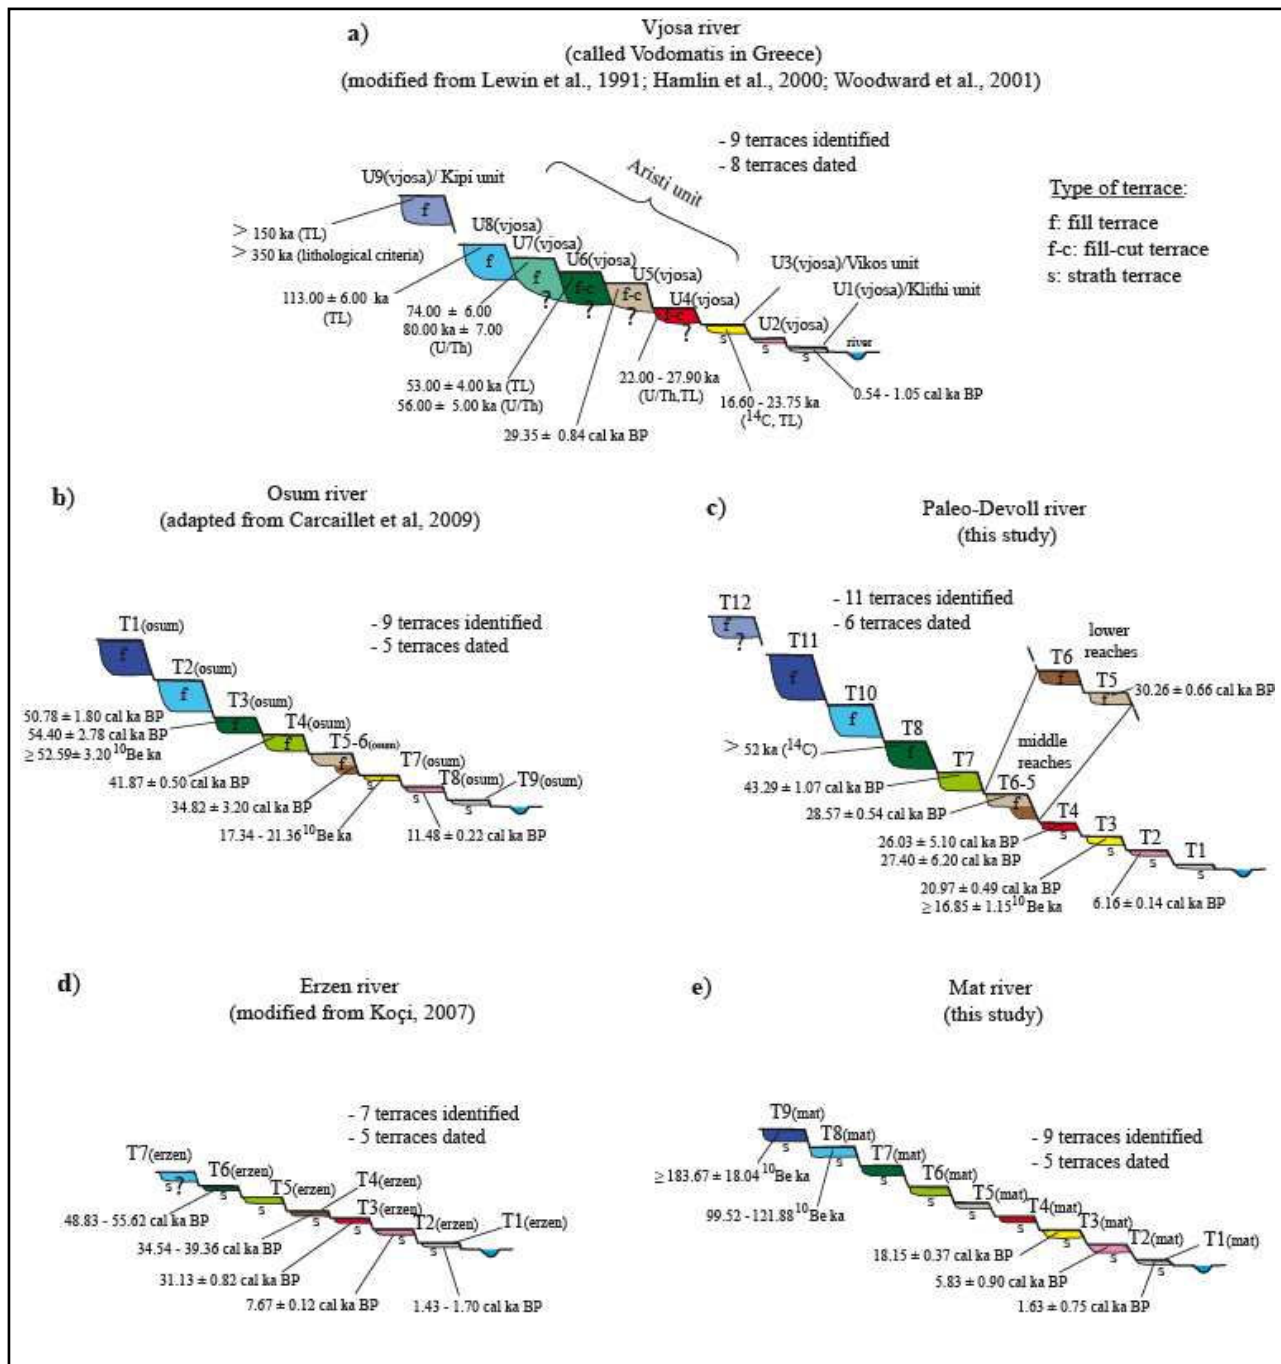 a)
Vjosa river
(called Vodomatis in Greece)
(modified from Lewin et al., 1991; Hamlin et al., 2000; Woodward et al., 2001)
- 9 terraces identified
- 8 terraces dated
Aristi unit
Type of terrace:
f: fill terrace
f-c: fill-cut terrace
s: strath terrace
U9(vjosa)/ Kipi unit
f
> 150 ka (TL)
> 350 ka (lithological criteria)
U8(vjosa)
f
U7(vjosa)
f
?
U6(vjosa)
f-c
?
U5(vjosa)
f-c
?
U4(vjosa)
f-c
?
U3(vjosa)/Vikos unit
s
U2(vjosa)
s
U1(vjosa)/Klithi unit
s
river
113.00 ± 6.00 ka
(TL)
74.00 ± 6.00
80.00 ka ± 7.00
(U/Th)
53.00 ± 4.00 ka (TL)
56.00 ± 5.00 ka (U/Th)
29.35 ± 0.84 cal ka BP
22.00 - 27.90 ka
(U/Th,TL)
16.60 - 23.75 ka
(14C, TL)
0.54 - 1.05 cal ka BP
b)
Osum river
(adapted from Carcaillet et al, 2009)
- 9 terraces identified
- 5 terraces dated
T1(osum)
f
T2(osum)
f
T3(osum)
f
T4(osum)
f
T5-6(osum)
f
T7(osum)
s
T8(osum)
s
T9(osum)
s
50.78 ± 1.80 cal ka BP
54.40 ± 2.78 cal ka BP
≥ 52.59± 3.20 10Be ka
41.87 ± 0.50 cal ka BP
34.82 ± 3.20 cal ka BP
17.34 - 21.36 10Be ka
11.48 ± 0.22 cal ka BP
c)
Paleo-Devoll river
(this study)
- 11 terraces identified
- 6 terraces dated
T12
f
?
T11
f
T10
f
T8
f
T7
T6-5
f
T4
s
T3
s
T2
s
T1
s
lower
reaches
T6
f
T5
f
30.26 ± 0.66 cal ka BP
middle
reaches
> 52 ka (14C)
43.29 ± 1.07 cal ka BP
28.57 ± 0.54 cal ka BP
26.03 ± 5.10 cal ka BP
27.40 ± 6.20 cal ka BP
20.97 ± 0.49 cal ka BP
≥ 16.85 ± 1.15 10Be ka
6.16 ± 0.14 cal ka BP
d)
Erzen river
(modified from Koçi, 2007)
- 7 terraces identified
- 5 terraces dated
T7(erzen)
s ?
T6(erzen)
s
T5(erzen)
s
T4(erzen)
s
T3(erzen)
s
T2(erzen)
s
T1(erzen)
s
48.83 - 55.62 cal ka BP
34.54 - 39.36 cal ka BP
31.13 ± 0.82 cal ka BP
7.67 ± 0.12 cal ka BP
1.43 - 1.70 cal ka BP
e)
Mat river
(this study)
- 9 terraces identified
- 5 terraces dated
T9(mat)
s
T8(mat)
s
T7(mat)
s
T6(mat)
s
T5(mat)
s
T4(mat)
s
T3(mat)
s
T2(mat)
s
T1(mat)
s
≥ 183.67 ± 18.04 10Be ka
99.52 -121.88 10Be ka
18.15 ± 0.37 cal ka BP
5.83 ± 0.90 cal ka BP
1.63 ± 0.75 cal ka BP